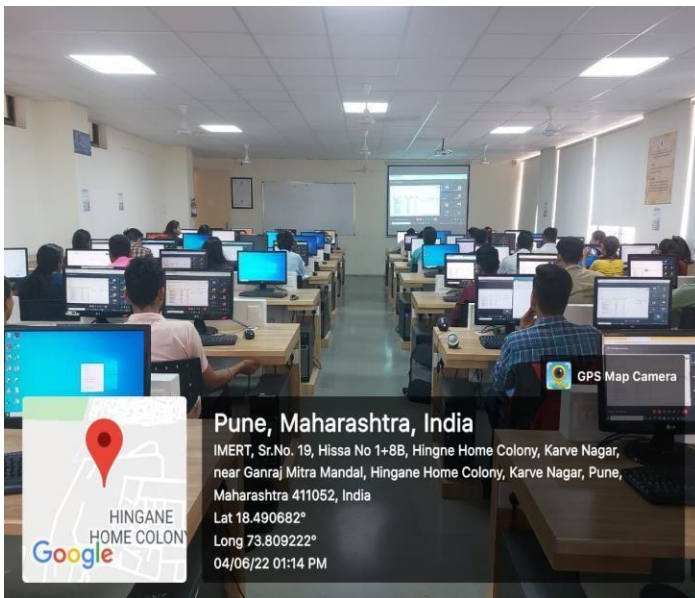 GPS Map Camera
Pune, Maharashtra, India
IMERT, Sr.No. 19, Hissa No 1+8B, Hingne Home Colony, Karve Nagar,
near Ganraj Mitra Mandal, Hingane Home Colony, Karve Nagar, Pune,
Maharashtra 411052, India
Lat 18.490682°
Long 73.809222°
04/06/22 01:14 PM
HINGANE
HOME COLON
Google